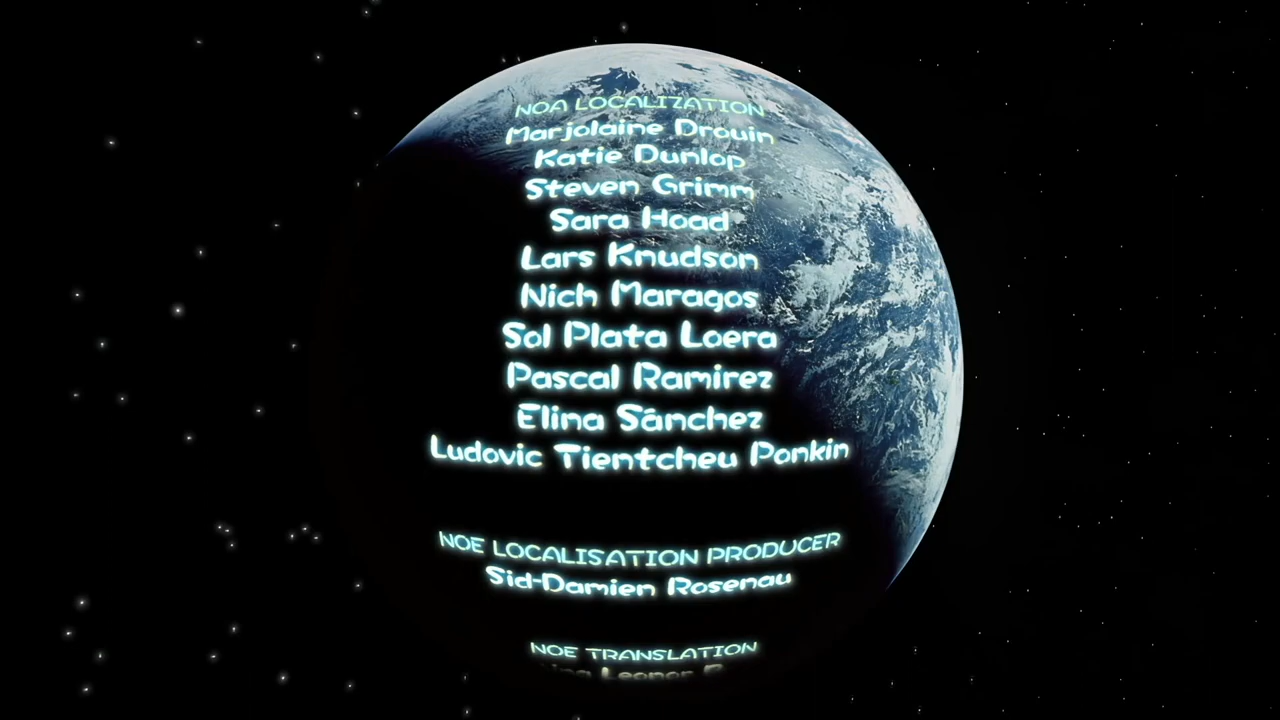 NOA LOCALIZATION
Marjolaine Drouin
Katie Dunlop
Steven Grimm
Sara Hoad
Lars Knudson
Nich Maragos
Sol Plata Loera
Pascal Ramirez
Elina Sánchez
Ludovic Tientcheu Ponkin
NOE LOCALISATION PRODUCER
Sid-Damien Rosenau
NOE TRANSLATION
Leonor